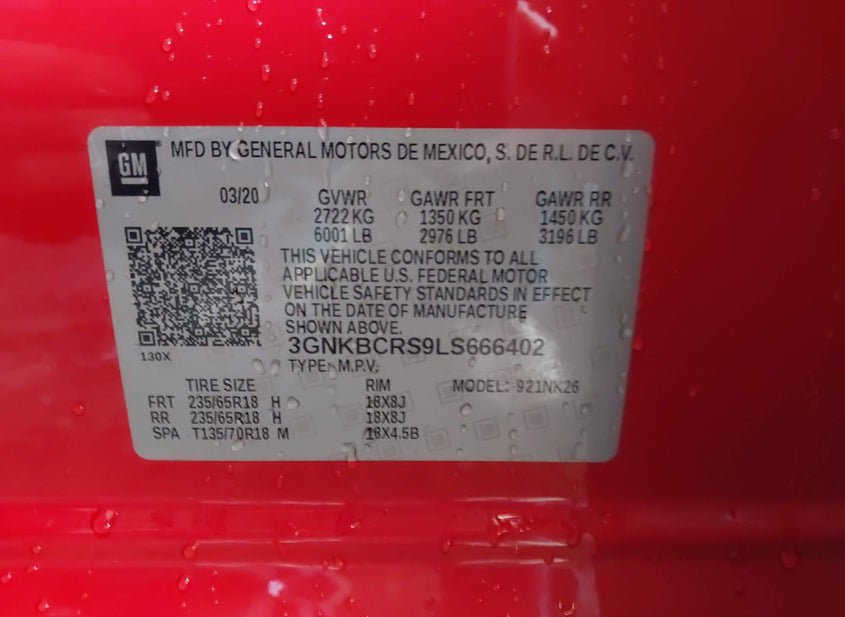 GM
MFD BY GENERAL MOTORS DE MEXICO, S. DE R.L. DE C.V.
03/20 GVWR GAWR FRT GAWR RR
2722 KG 1350 KG 1450 KG
6001 LB 2976 LB 3196 LB
THIS VEHICLE CONFORMS TO ALL
APPLICABLE U.S. FEDERAL MOTOR
VEHICLE SAFETY STANDARDS IN EFFECT
ON THE DATE OF MANUFACTURE
SHOWN ABOVE.
3GNKBCRS9LS666402
130X
TYPE: M.P.V.
TIRE SIZE RIM MODEL: 921NK26
FRT 235/65R18 H 18X8J
RR 235/65R18 H 18X8J
SPA T135/70R18 M 18X4.5B